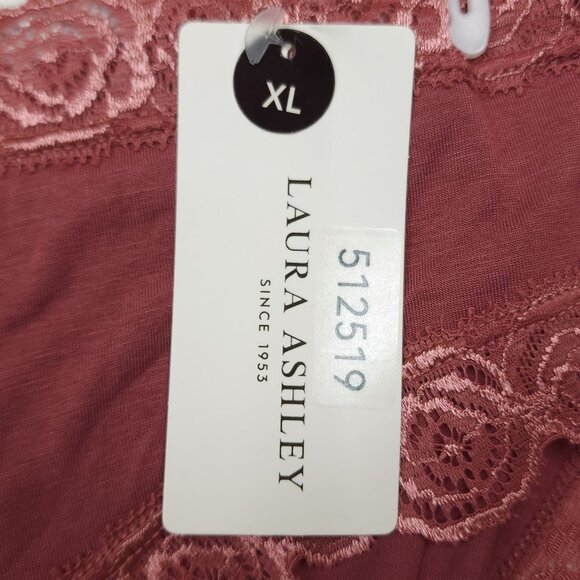 XL
LAURA ASHLEY
SINCE 1953
512519